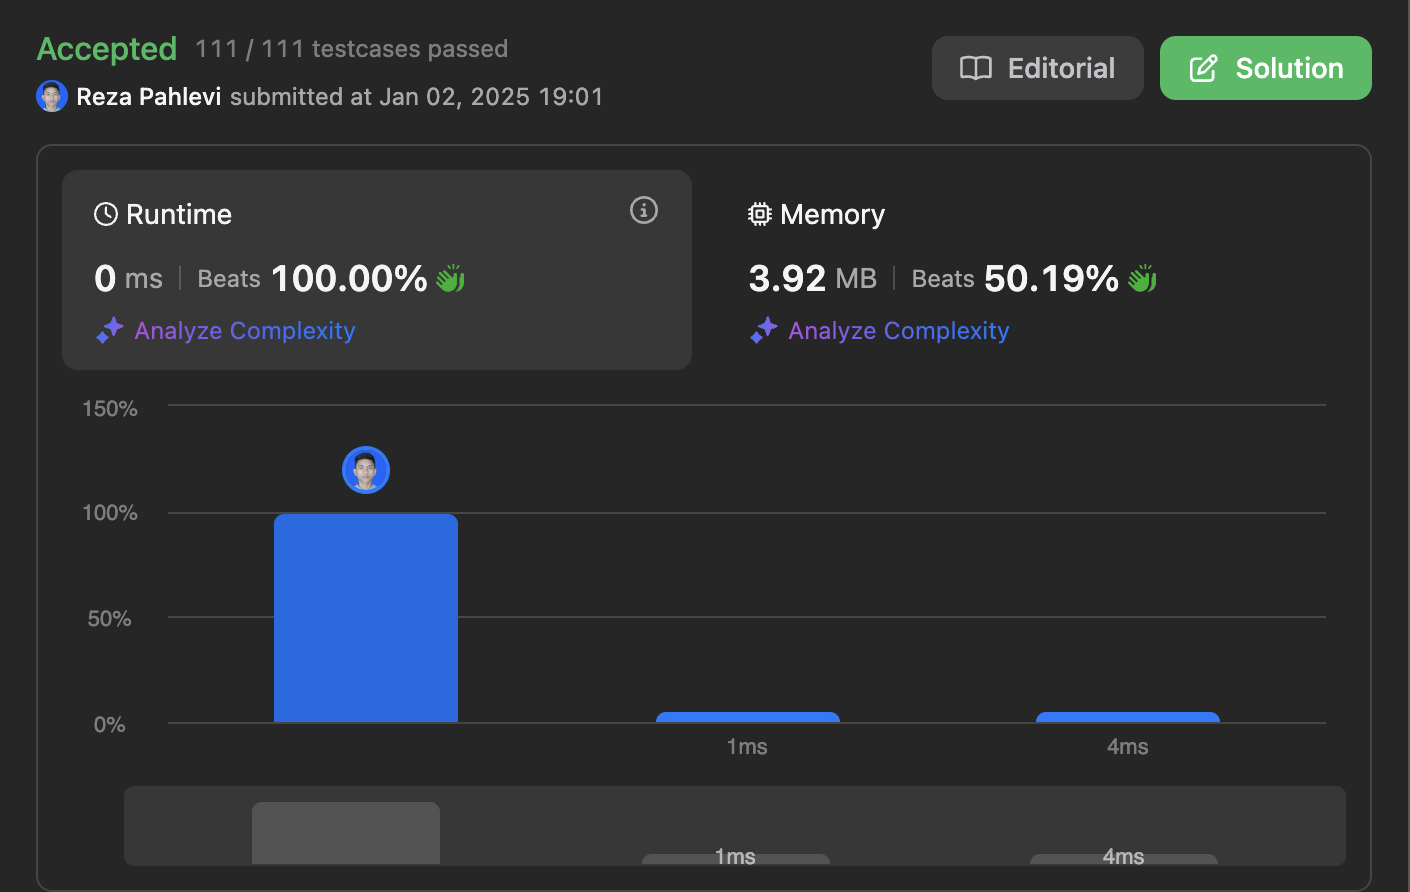 Accepted 111 / 111 testcases passed
Reza Pahlevi submitted at Jan 02, 2025 19:01
Editorial
Solution
Runtime
0 ms | Beats 100.00%
Analyze Complexity
Memory
3.92 MB | Beats 50.19%
Analyze Complexity
150%
100%
50%
0%
1ms
4ms
1ms
4ms